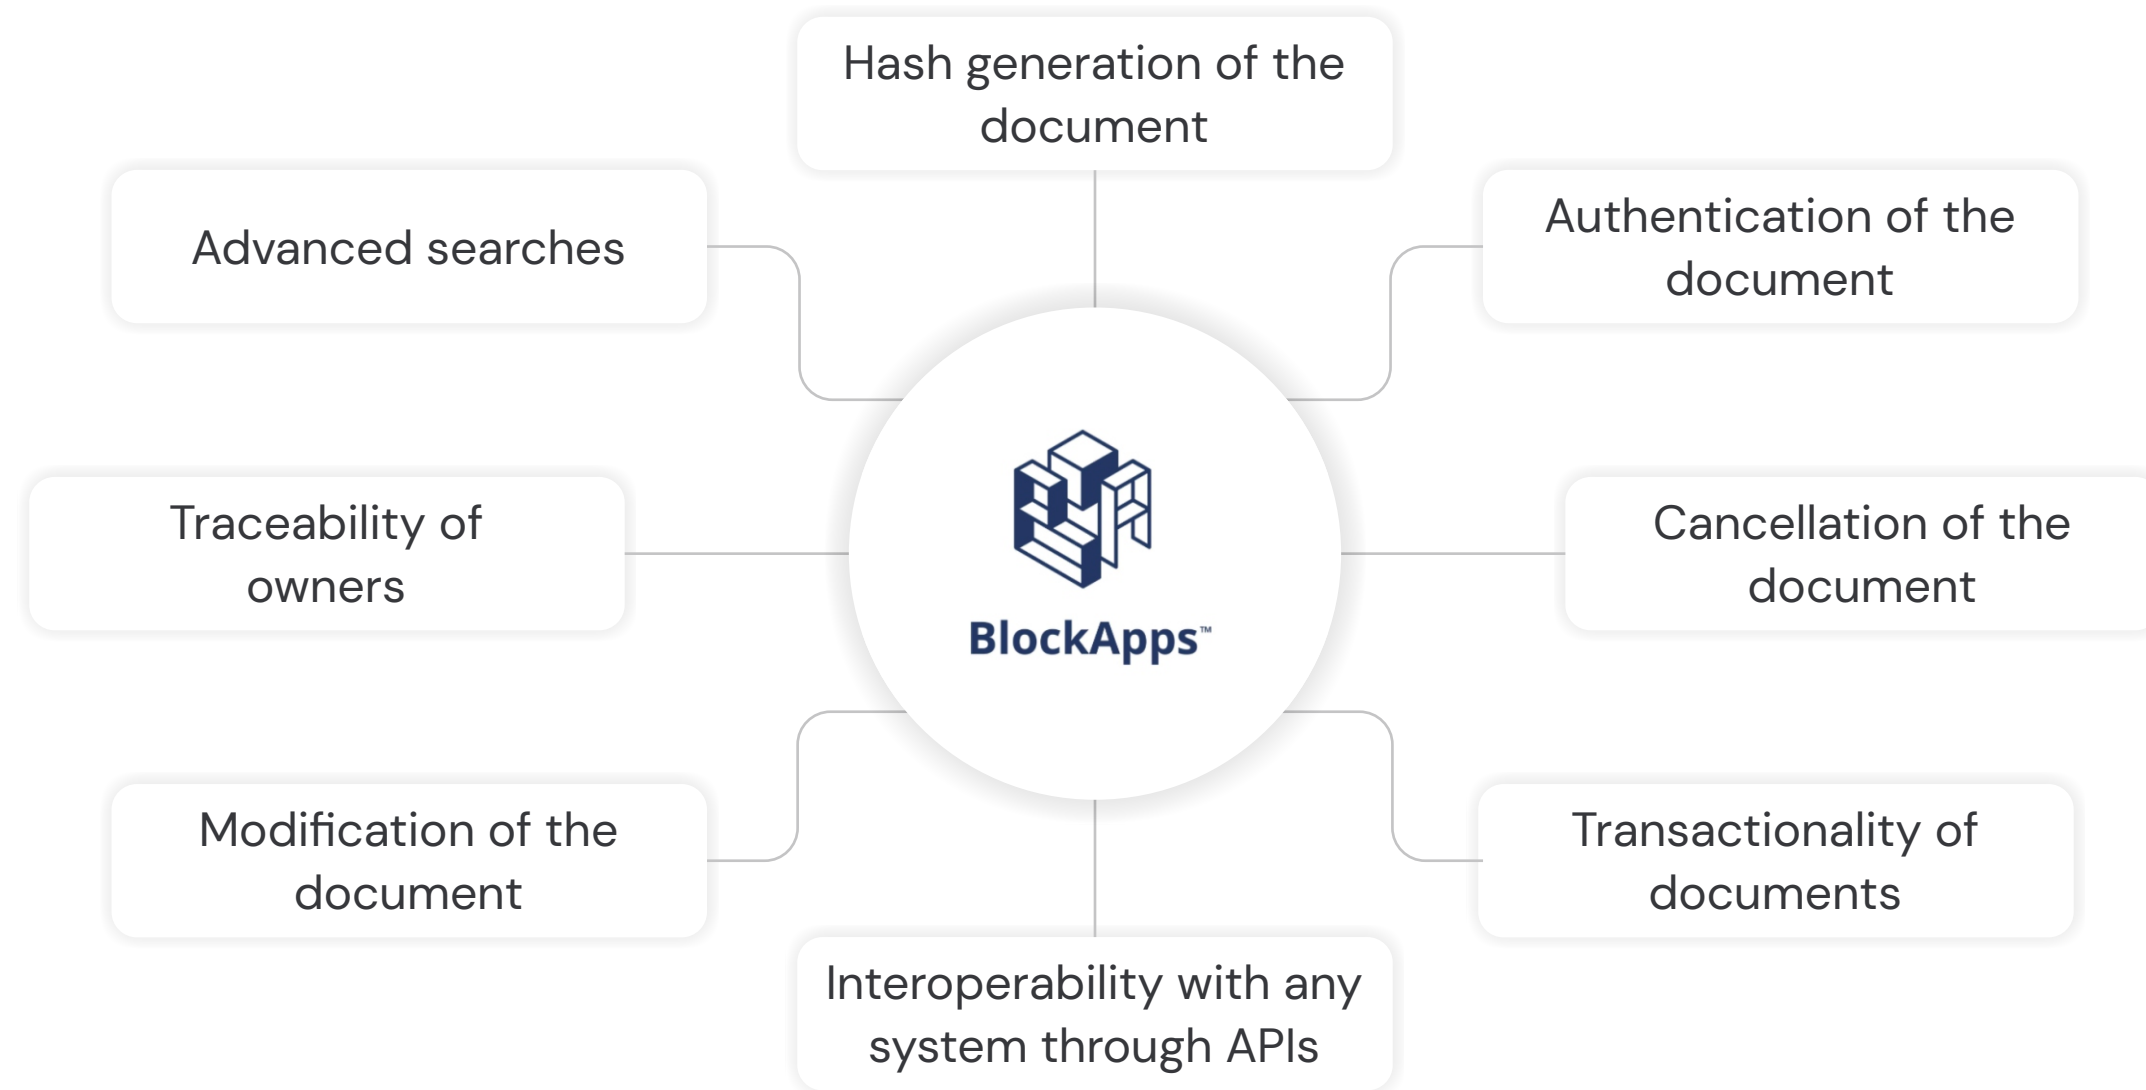 Hash generation of the
document
Advanced searches
Authentication of the
document
Traceability of
owners
BlockApps™
Cancellation of the
document
Modification of the
document
Transactionality of
documents
Interoperability with any
system through APIs